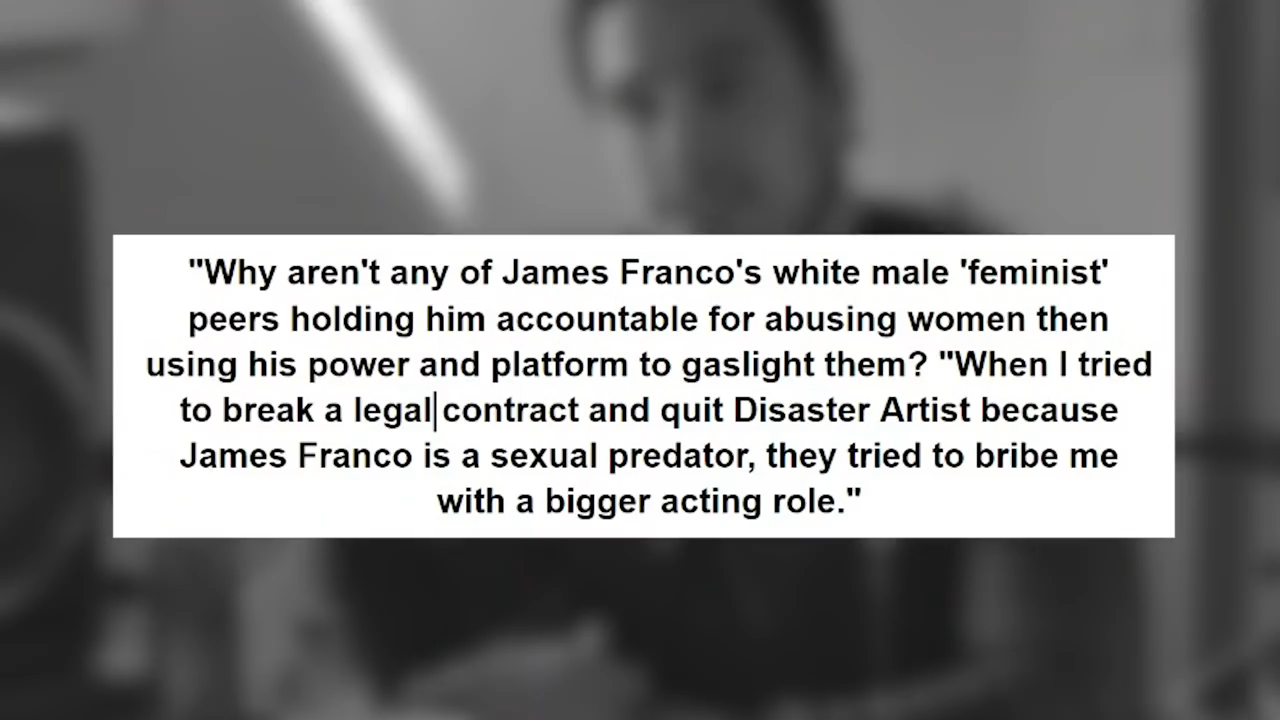 "Why aren't any of James Franco's white male 'feminist'
peers holding him accountable for abusing women then
using his power and platform to gaslight them? "When I tried
to break a legal contract and quit Disaster Artist because
James Franco is a sexual predator, they tried to bribe me
with a bigger acting role."